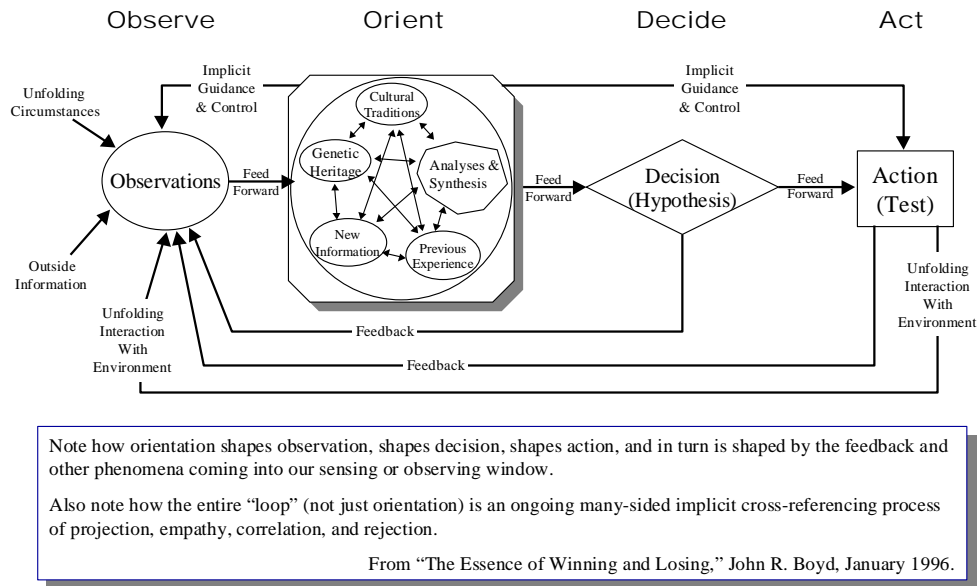 Observe
Orient
Decide
Act
Implicit
Guidance
& Control
Implicit
Guidance
& Control
Unfolding
Circumstances
Cultural
Traditions
Genetic
Heritage
Analyses &
Synthesis
New
Information
Previous
Experience
Observations
Feed
Forward
Feed
Forward
Decision
(Hypothesis)
Feed
Forward
Action
(Test)
Outside
Information
Unfolding
Interaction
With
Environment
Unfolding
Interaction
With
Environment
Feedback
Feedback
Note how orientation shapes observation, shapes decision, shapes action, and in turn is shaped by the feedback and
other phenomena coming into our sensing or observing window.
Also note how the entire “loop” (not just orientation) is an ongoing many-sided implicit cross-referencing process
of projection, empathy, correlation, and rejection.
From “The Essence of Winning and Losing,” John R. Boyd, January 1996.